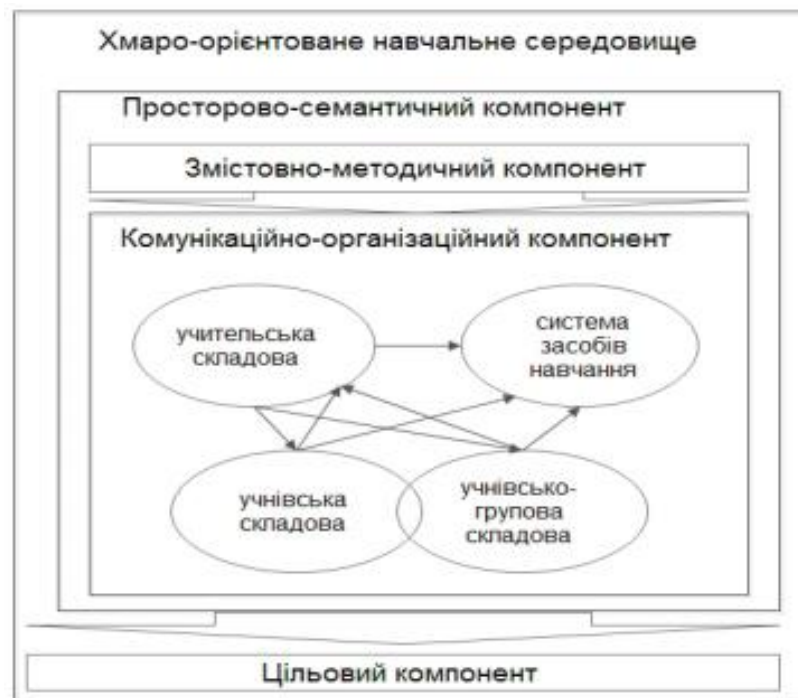 Хмаро-орієнтоване навчальне середовище
Просторово-семантичний компонент
Змістовно-методичний компонент
Комунікаційно-організаційний компонент
учительська
складова
система
засобів
навчання
учнівська
складова
учнівсько-
групова
складова
Цільовий компонент